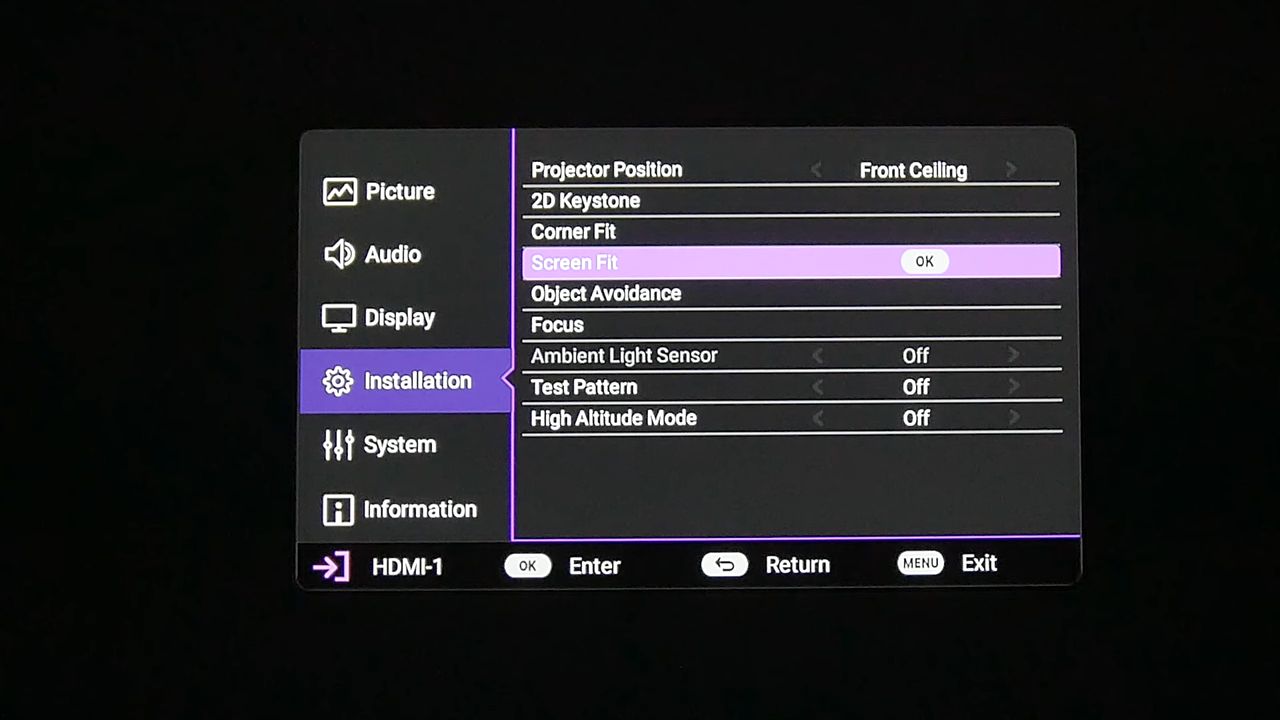 Picture
Audio
Display
Installation
System
Information
Projector Position Front Ceiling
2D Keystone
Corner Fit
Screen Fit OK
Object Avoidance
Focus
Ambient Light Sensor Off
Test Pattern Off
High Altitude Mode Off
HDMI-1 OK Enter Return MENU Exit